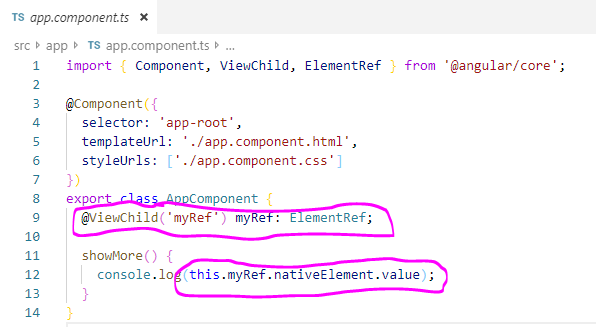 TS app.component.ts ×
src > app > TS app.component.ts > ...
1 import { Component, ViewChild, ElementRef } from '@angular/core';
2
3 @Component({
4 selector: 'app-root',
5 templateUrl: './app.component.html',
6 styleUrls: ['./app.component.css']
7 })
8 export class AppComponent {
9 @ViewChild('myRef') myRef: ElementRef;
10
11 showMore() {
12 console.log(this.myRef.nativeElement.value);
13 }
14 }